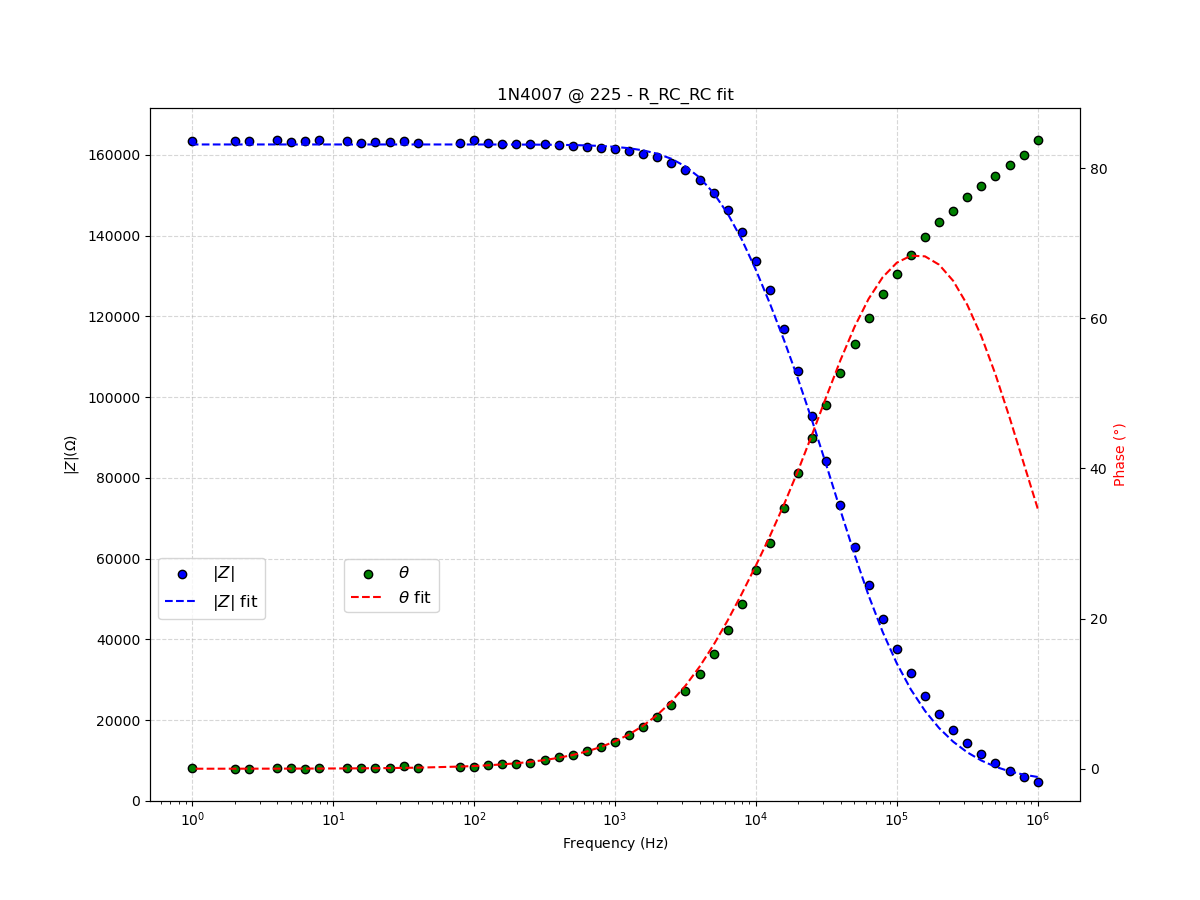 1N4007 @ 225 - R_RC_RC fit
160000
140000
120000
100000
80000
60000
40000
20000
0
|Z|(Ω)
80
60
40
20
0
Phase (°)
|Z|
|Z| fit
θ
θ fit
10⁰ 10¹ 10² 10³ 10⁴ 10⁵ 10⁶
Frequency (Hz)